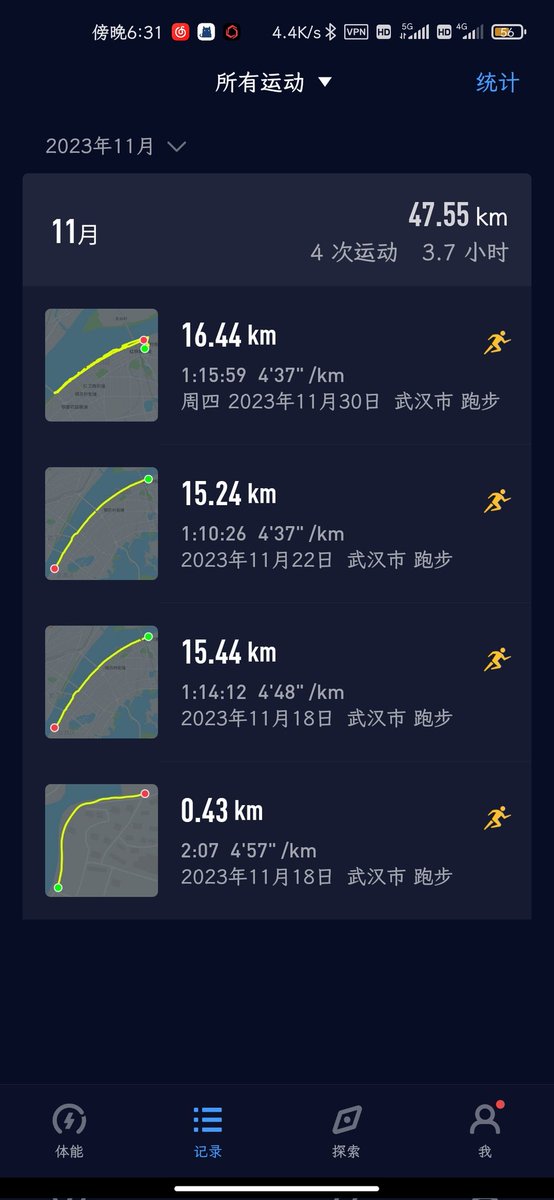 傍晚6:31 4.4K/s VPN HD 5G HD 4G 56
所有运动 统计
2023年11月
11月
47.55 km
4 次运动 3.7 小时
16.44 km
1:15:59 4'37" /km
周四 2023年11月30日 武汉市 跑步
15.24 km
1:10:26 4'37" /km
2023年11月22日 武汉市 跑步
15.44 km
1:14:12 4'48" /km
2023年11月18日 武汉市 跑步
0.43 km
2:07 4'57" /km
2023年11月18日 武汉市 跑步
体能 记录 探索 我